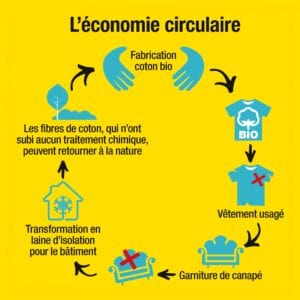 L'économie circulaire
Fabrication
coton bio
BIO
Les fibres de coton, qui n'ont
subi aucun traitement chimique,
peuvent retourner à la nature
Vêtement usagé
Transformation en
laine d'isolation
pour le bâtiment
Garniture de canapé